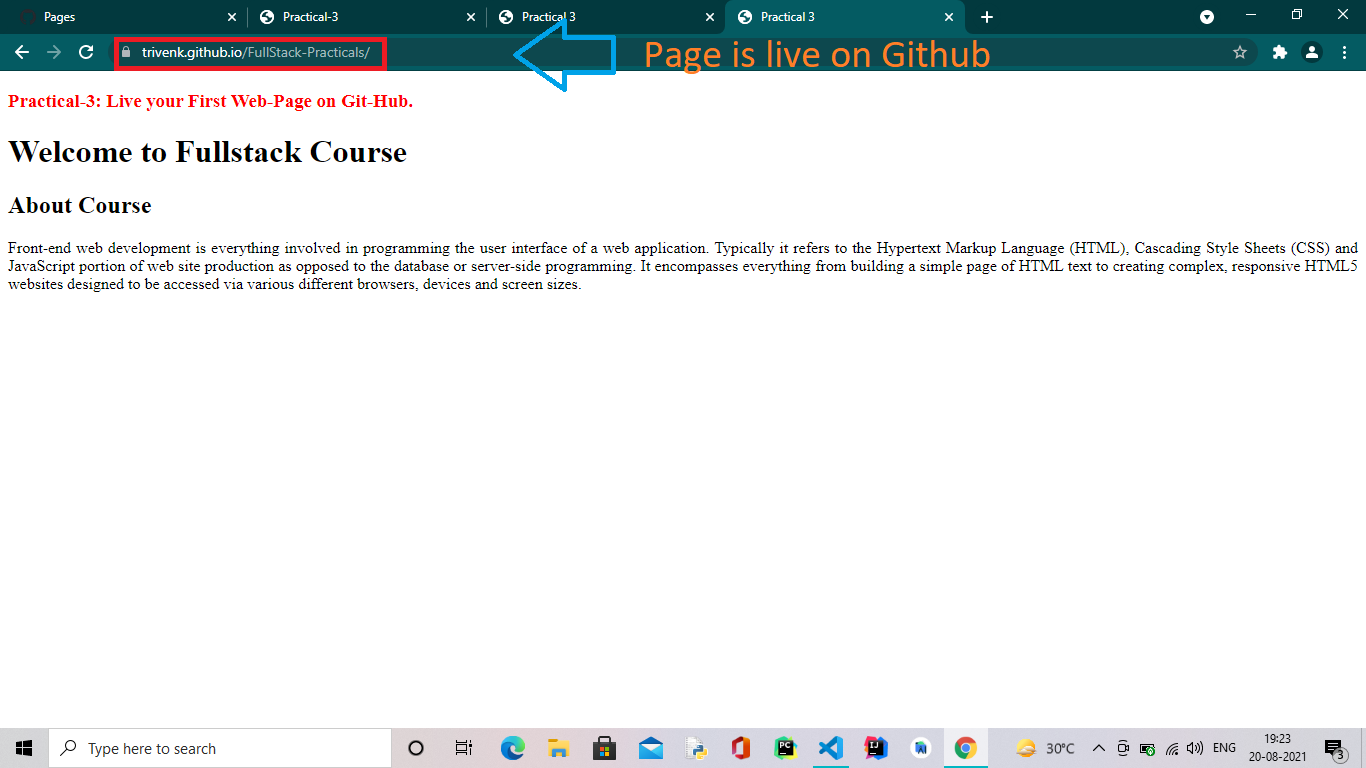 Pages
Practical-3
Practical 3
Practical 3
trivenk.github.io/FullStack-Practicals/
Page is live on Github
Practical-3: Live your First Web-Page on Git-Hub.
Welcome to Fullstack Course
About Course
Front-end web development is everything involved in programming the user interface of a web application. Typically it refers to the Hypertext Markup Language (HTML), Cascading Style Sheets (CSS) and
JavaScript portion of web site production as opposed to the database or server-side programming. It encompasses everything from building a simple page of HTML text to creating complex, responsive HTML5
websites designed to be accessed via various different browsers, devices and screen sizes.
Type here to search
PC
IJ
30°C
ENG
19:23
20-08-2021
3